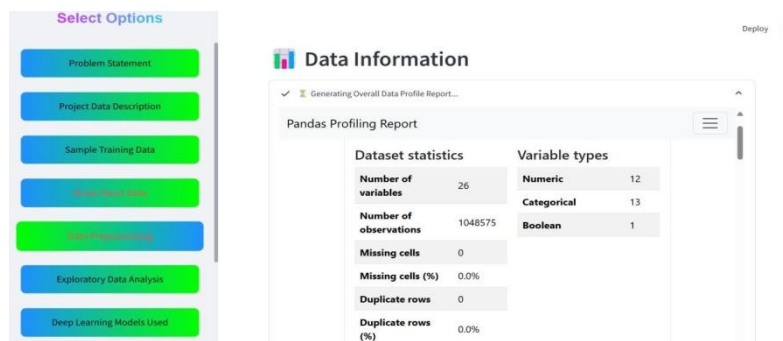 Select Options
Problem Statement
Project Data Description
Sample Training Data
Data Preprocessing
Exploratory Data Analysis
Deep Learning Models Used
Deploy
Data Information
Generating Overall Data Profile Report...
Pandas Profiling Report
Dataset statistics
Number of
variables 26
Number of
observations 1048575
Missing cells 0
Missing cells (%) 0.0%
Duplicate rows 0
Duplicate rows
(%) 0.0%
Variable types
Numeric 12
Categorical 13
Boolean 1